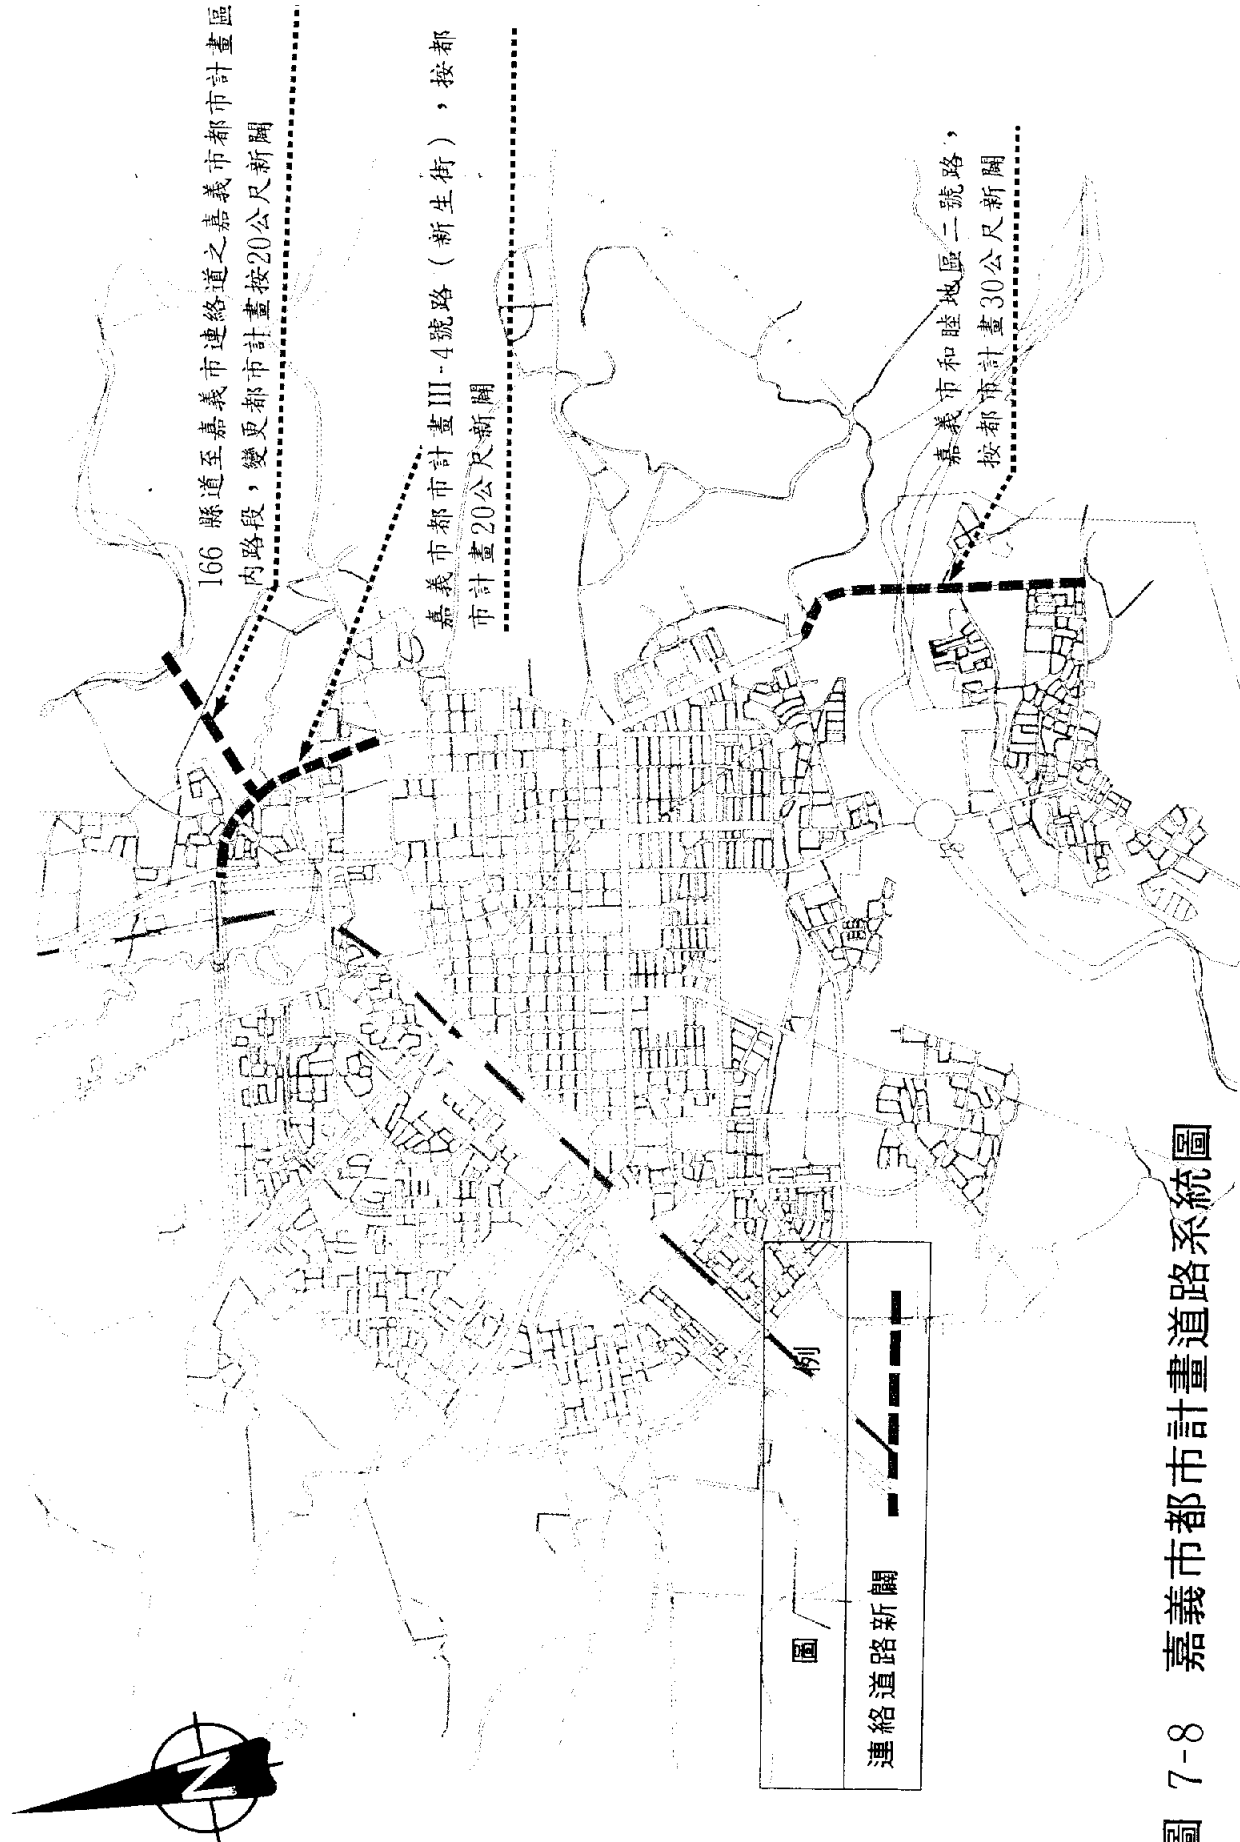 166 縣道至嘉義市連絡道之嘉義市都市計畫區
內路段，變更都市計畫按20公尺新闢
嘉義市都市計畫III-4號路（新生街），按都
市計畫20公尺新闢
嘉義市和睦地區二號路，
按都市計畫30公尺新闢
N
圖 例
連絡道路新闢
圖 7-8 嘉義市都市計畫道路系統圖